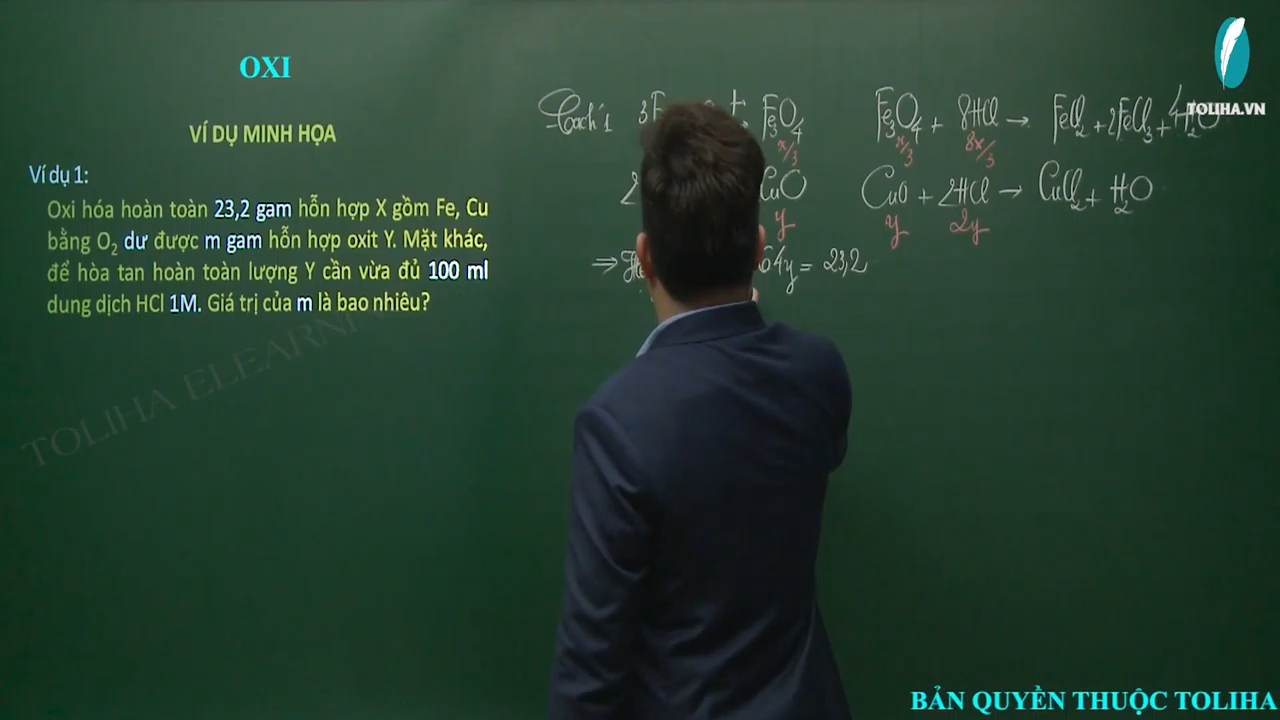 OXI
TOLIHA.VN
VÍ DỤ MINH HỌA
Ví dụ 1:
Oxi hóa hoàn toàn 23,2 gam hỗn hợp X gồm Fe, Cu
bằng O₂ dư được m gam hỗn hợp oxit Y. Mặt khác,
để hòa tan hoàn toàn lượng Y cần vừa đủ 100 ml
dung dịch HCl 1M. Giá trị của m là bao nhiêu?
TOLIHA ELEARNIN
Cách 1 3F t° Fe₃O₄
x/3
2 CuO
y
64y = 23,2
Fe₃O₄ + 8HCl → FeCl₂ + 2FeCl₃ + 4H₂O
x/3 8x/3
CuO + 2HCl → CuCl₂ + H₂O
y 2y
BẢN QUYỀN THUỘC TOLIHA